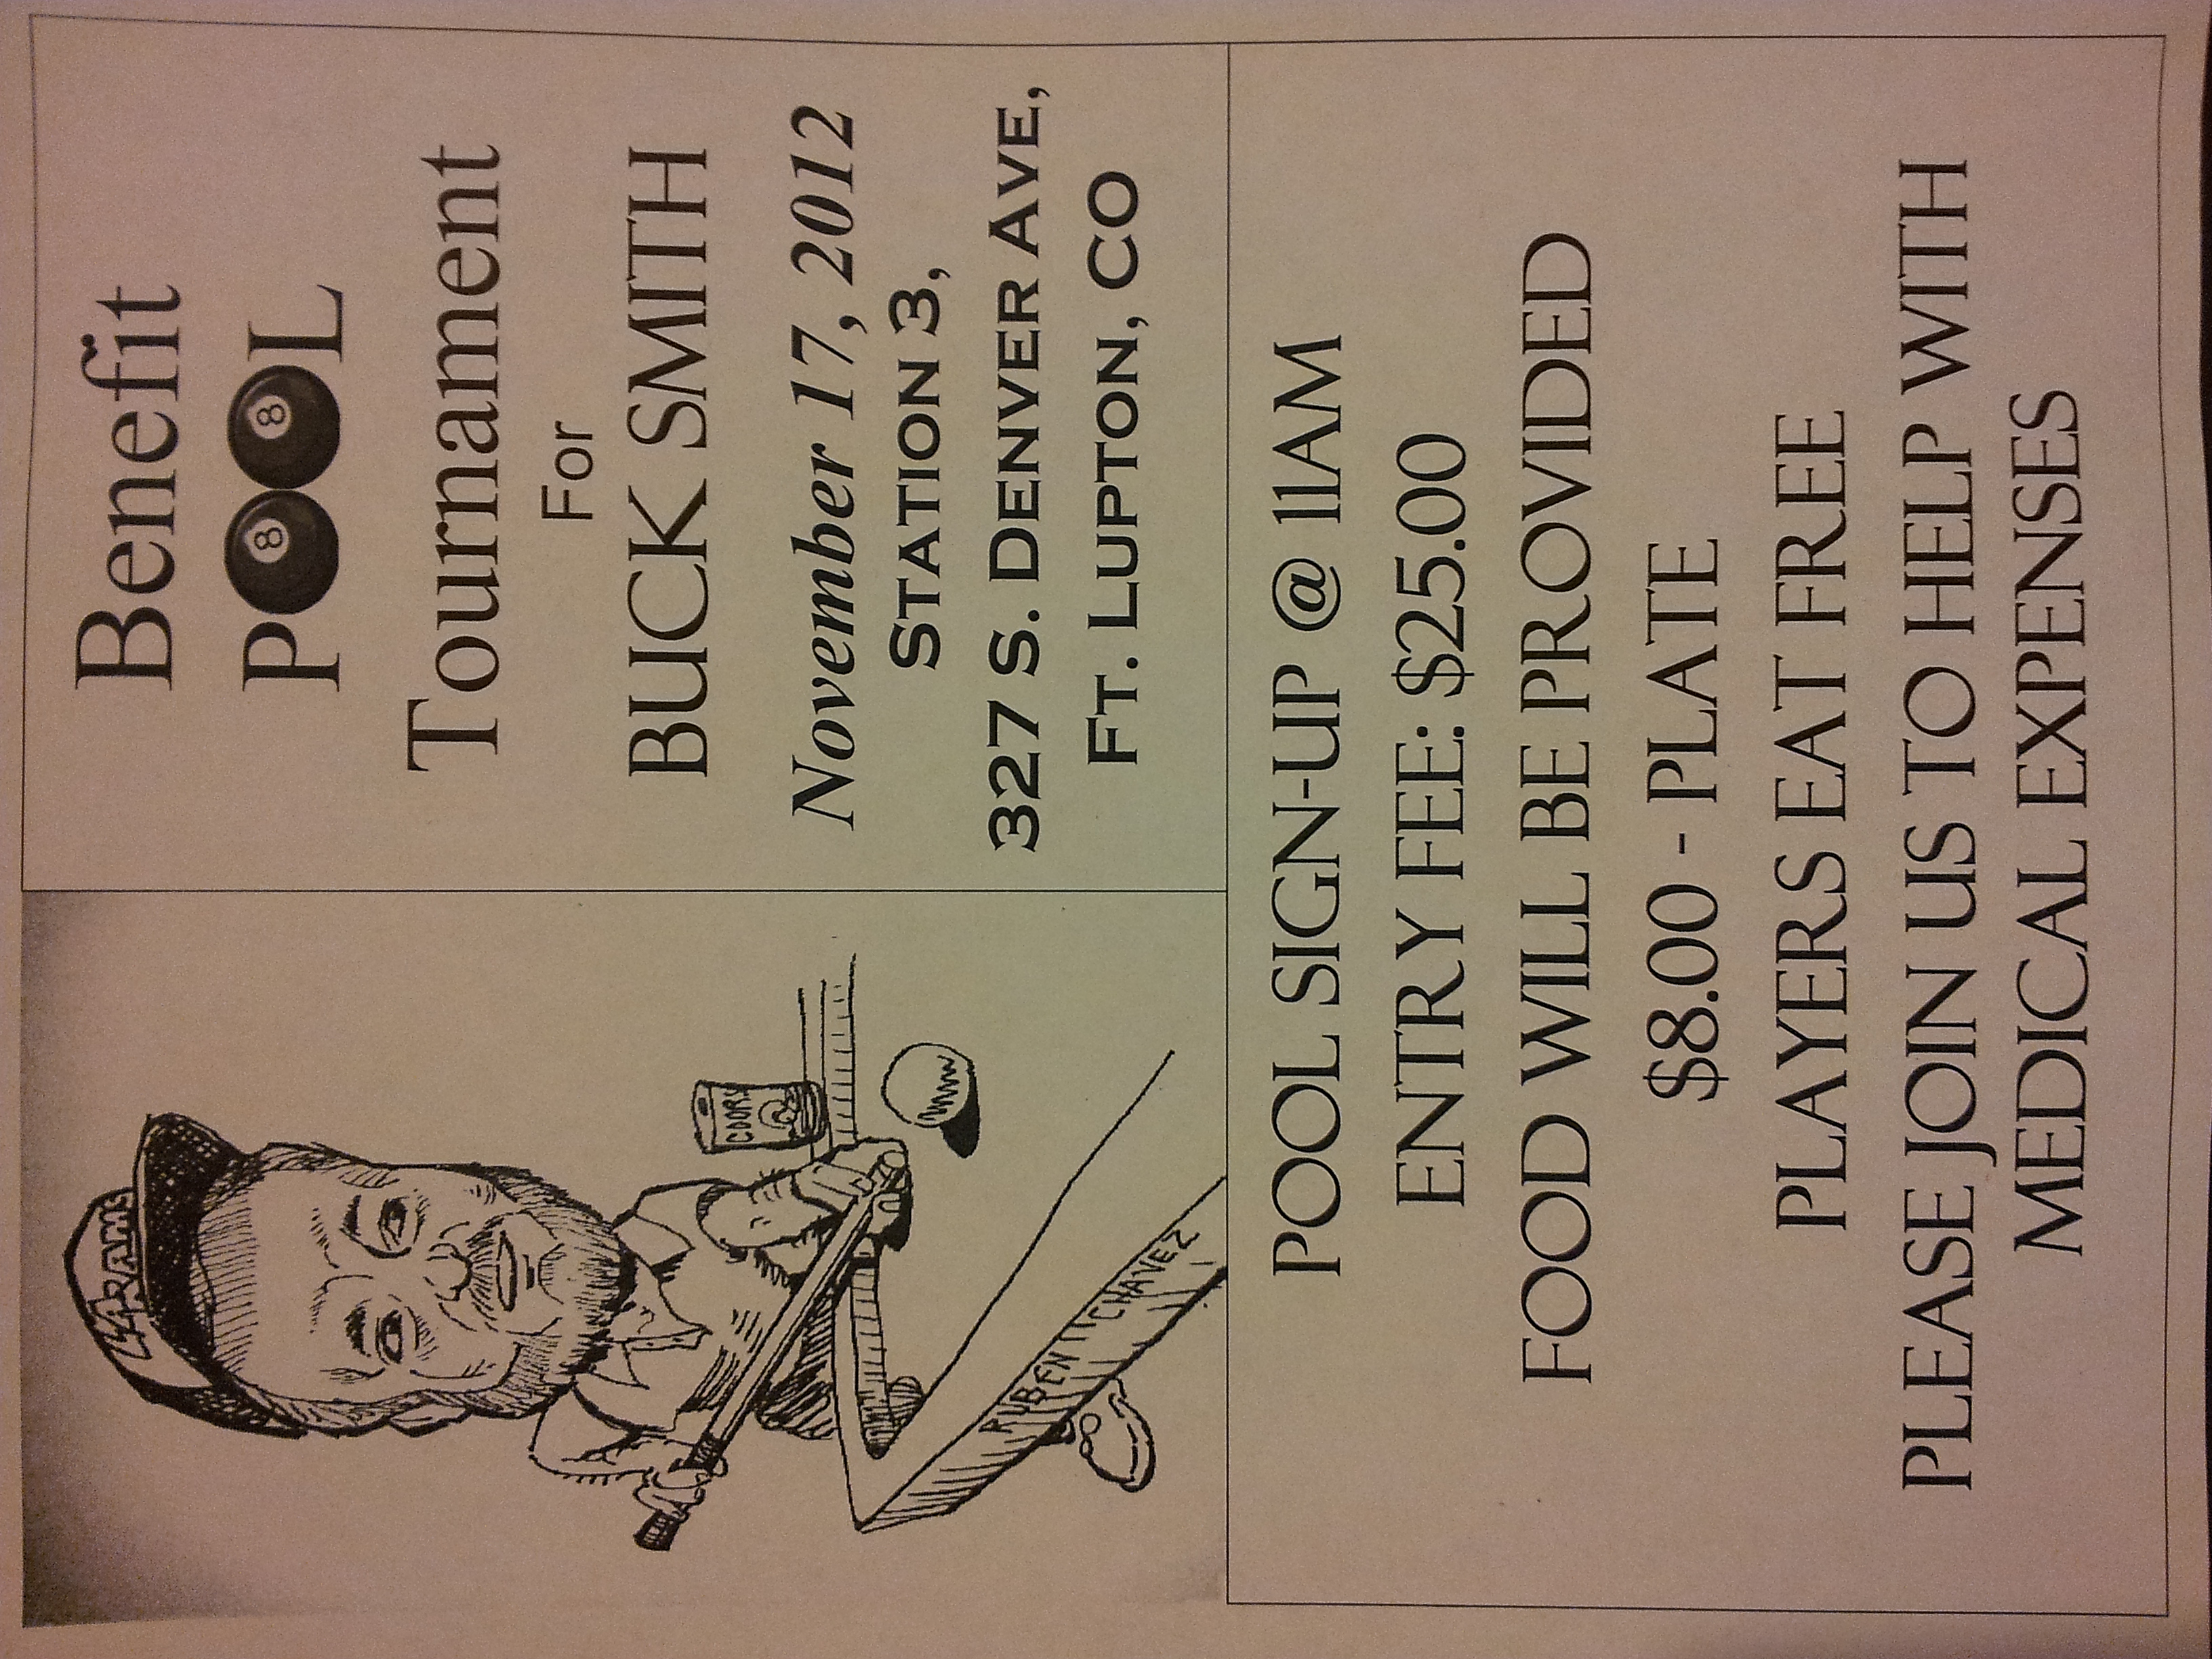 LA RAMS
COORS
RUBEN CHAVEZ
Benefit
P88L
Tournament
For
BUCK SMITH
November 17, 2012
STATION 3,
327 S. DENVER AVE,
FT. LUPTON, CO
POOL SIGN-UP @ 11AM
ENTRY FEE: $25.00
FOOD WILL BE PROVIDED
$8.00 - PLATE
PLAYERS EAT FREE
PLEASE JOIN US TO HELP WITH
MEDICAL EXPENSES